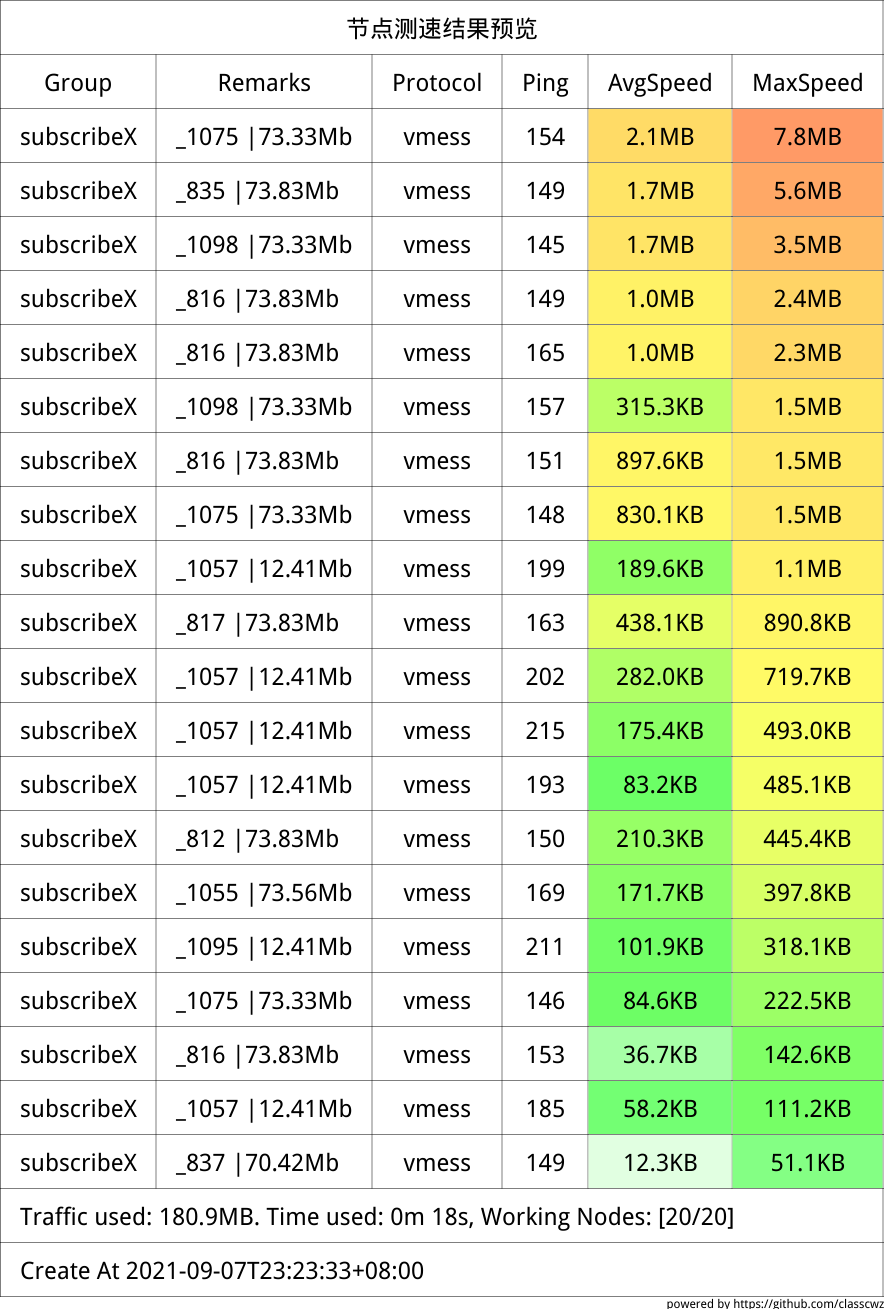 节点测速结果预览
Group Remarks Protocol Ping AvgSpeed MaxSpeed
subscribeX _1075 |73.33Mb vmess 154 2.1MB 7.8MB
subscribeX _835 |73.83Mb vmess 149 1.7MB 5.6MB
subscribeX _1098 |73.33Mb vmess 145 1.7MB 3.5MB
subscribeX _816 |73.83Mb vmess 149 1.0MB 2.4MB
subscribeX _816 |73.83Mb vmess 165 1.0MB 2.3MB
subscribeX _1098 |73.33Mb vmess 157 315.3KB 1.5MB
subscribeX _816 |73.83Mb vmess 151 897.6KB 1.5MB
subscribeX _1075 |73.33Mb vmess 148 830.1KB 1.5MB
subscribeX _1057 |12.41Mb vmess 199 189.6KB 1.1MB
subscribeX _817 |73.83Mb vmess 163 438.1KB 890.8KB
subscribeX _1057 |12.41Mb vmess 202 282.0KB 719.7KB
subscribeX _1057 |12.41Mb vmess 215 175.4KB 493.0KB
subscribeX _1057 |12.41Mb vmess 193 83.2KB 485.1KB
subscribeX _812 |73.83Mb vmess 150 210.3KB 445.4KB
subscribeX _1055 |73.56Mb vmess 169 171.7KB 397.8KB
subscribeX _1095 |12.41Mb vmess 211 101.9KB 318.1KB
subscribeX _1075 |73.33Mb vmess 146 84.6KB 222.5KB
subscribeX _816 |73.83Mb vmess 153 36.7KB 142.6KB
subscribeX _1057 |12.41Mb vmess 185 58.2KB 111.2KB
subscribeX _837 |70.42Mb vmess 149 12.3KB 51.1KB
Traffic used: 180.9MB. Time used: 0m 18s, Working Nodes: [20/20]
Create At 2021-09-07T23:23:33+08:00
powered by https://github.com/classcwz